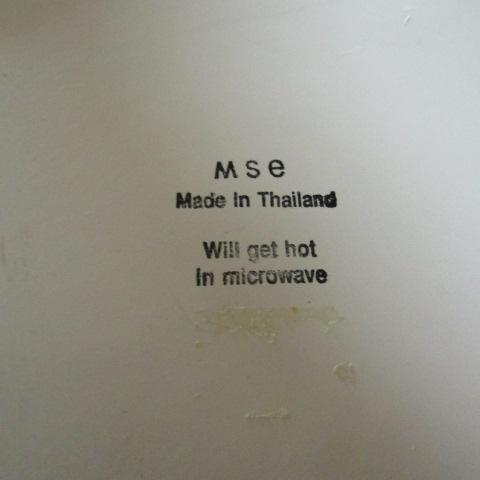 MSe
Made In Thailand
Will get hot
In microwave